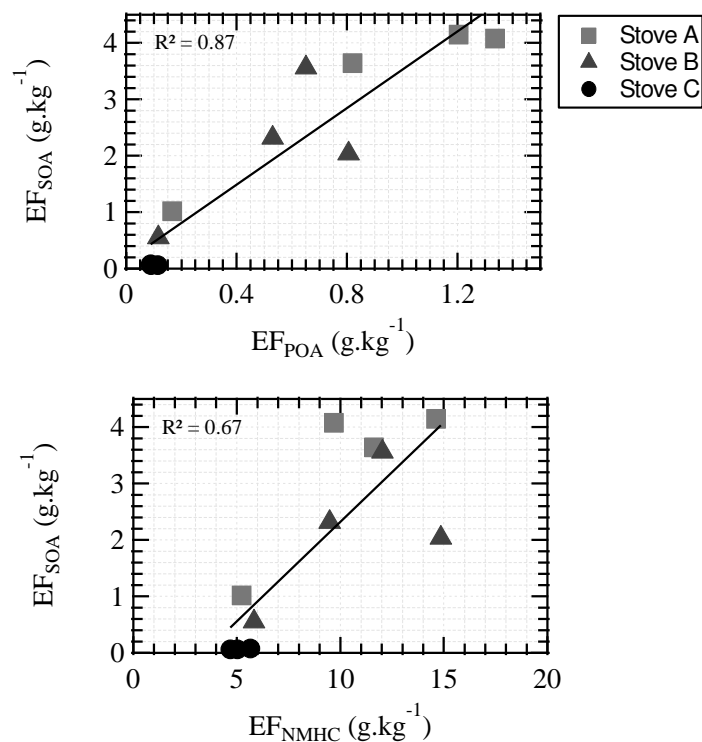 R² = 0.87
EF_SOA (g.kg⁻¹)
4
3
2
1
0
0 0.4 0.8 1.2
EF_POA (g.kg⁻¹)
Stove A
Stove B
Stove C
R² = 0.67
EF_SOA (g.kg⁻¹)
4
3
2
1
0
0 5 10 15 20
EF_NMHC (g.kg⁻¹)